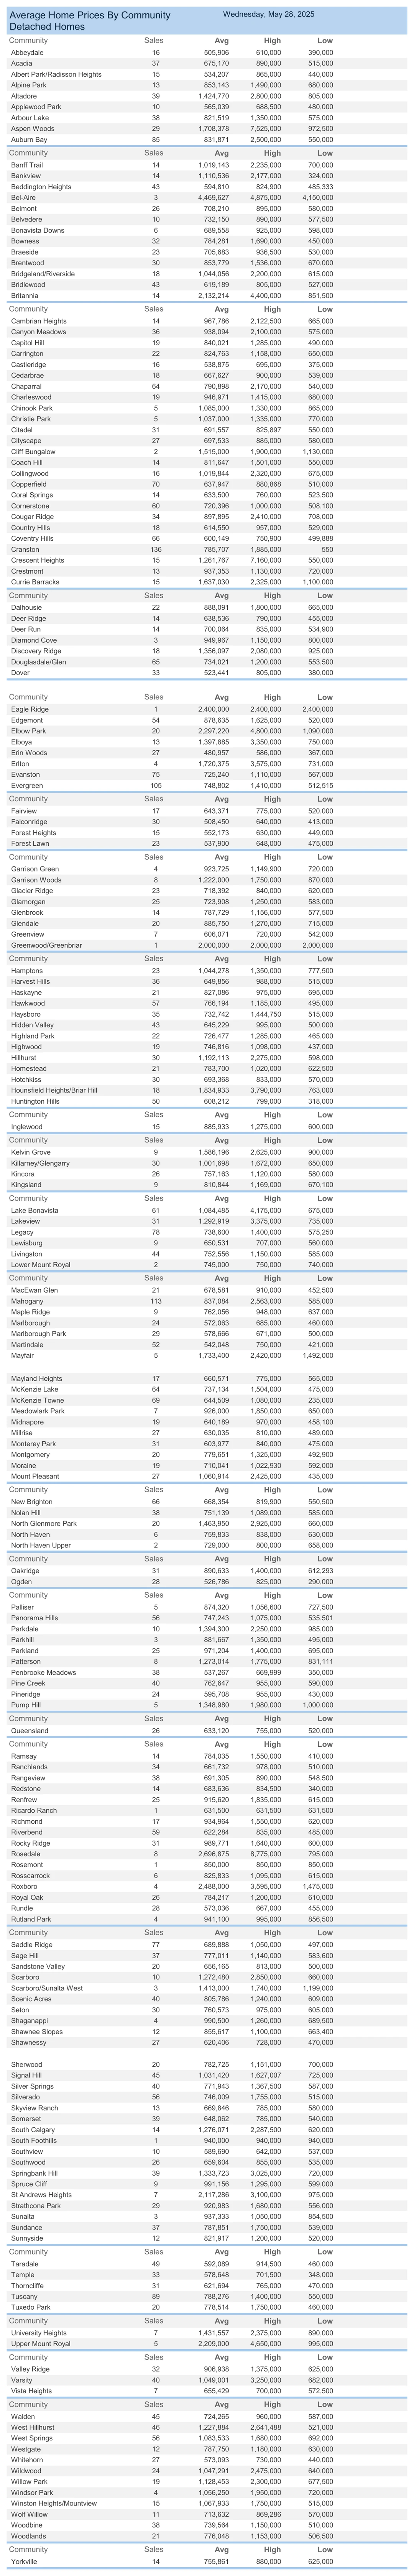 Average Home Prices By Community Wednesday, May 28, 2025
Detached Homes
Community Sales Avg High Low
Abbeydale 16 505,906 610,000 390,000
Acadia 37 675,170 890,000 515,000
Albert Park/Radisson Heights 15 534,207 865,000 440,000
Alpine Park 13 853,143 1,490,000 680,000
Altadore 39 1,424,770 2,800,000 805,000
Applewood Park 10 565,039 688,500 480,000
Arbour Lake 38 821,519 1,350,000 575,000
Aspen Woods 29 1,708,378 7,525,000 972,500
Auburn Bay 85 831,871 2,500,000 550,000
Community Sales Avg High Low
Banff Trail 14 1,019,143 2,235,000 700,000
Bankview 14 1,110,536 2,177,000 324,000
Beddington Heights 43 594,810 824,900 485,333
Bel-Aire 3 4,469,627 4,875,000 4,150,000
Belmont 26 708,210 895,000 580,000
Belvedere 10 732,150 890,000 577,500
Bonavista Downs 6 689,558 925,000 598,000
Bowness 32 784,281 1,690,000 450,000
Braeside 23 705,683 936,500 530,000
Brentwood 30 853,779 1,536,000 670,000
Bridgeland/Riverside 18 1,044,056 2,200,000 615,000
Bridlewood 43 619,189 805,000 527,000
Britannia 14 2,132,214 4,400,000 851,500
Community Sales Avg High Low
Cambrian Heights 14 967,786 2,122,500 665,000
Canyon Meadows 36 938,094 2,100,000 575,000
Capitol Hill 19 840,021 1,285,000 490,000
Carrington 22 824,763 1,158,000 650,000
Castleridge 16 538,875 695,000 375,000
Cedarbrae 18 667,627 900,000 539,000
Chaparral 64 790,898 2,170,000 540,000
Charleswood 19 946,971 1,415,000 680,000
Chinook Park 5 1,085,000 1,330,000 865,000
Christie Park 5 1,037,000 1,335,000 770,000
Citadel 31 691,557 825,897 550,000
Cityscape 27 697,533 885,000 580,000
Cliff Bungalow 2 1,515,000 1,900,000 1,130,000
Coach Hill 14 811,647 1,501,000 550,000
Collingwood 16 1,019,844 2,320,000 675,000
Copperfield 70 637,947 880,868 510,000
Coral Springs 14 633,500 760,000 523,500
Cornerstone 60 720,396 1,000,000 508,100
Cougar Ridge 34 897,895 2,410,000 708,000
Country Hills 18 614,550 957,000 529,000
Coventry Hills 66 600,149 750,900 499,888
Cranston 136 785,707 1,885,000 550
Crescent Heights 15 1,261,767 7,160,000 550,000
Crestmont 13 937,353 1,130,000 720,000
Currie Barracks 15 1,637,030 2,325,000 1,100,000
Community Sales Avg High Low
Dalhousie 22 888,091 1,800,000 665,000
Deer Ridge 14 638,536 790,000 455,000
Deer Run 14 700,064 835,000 534,900
Diamond Cove 3 949,967 1,150,000 800,000
Discovery Ridge 18 1,356,097 2,080,000 925,000
Douglasdale/Glen 65 734,021 1,200,000 553,500
Dover 33 523,441 805,000 380,000
Community Sales Avg High Low
Eagle Ridge 1 2,400,000 2,400,000 2,400,000
Edgemont 54 878,635 1,625,000 520,000
Elbow Park 20 2,297,220 4,800,000 1,090,000
Elboya 13 1,397,885 3,350,000 750,000
Erin Woods 27 480,957 586,000 367,000
Erlton 4 1,720,375 3,575,000 731,000
Evanston 75 725,240 1,110,000 567,000
Evergreen 105 748,802 1,410,000 512,515
Community Sales Avg High Low
Fairview 17 643,371 775,000 520,000
Falconridge 30 508,450 640,000 413,000
Forest Heights 15 552,173 630,000 449,000
Forest Lawn 23 537,900 648,000 475,000
Community Sales Avg High Low
Garrison Green 4 923,725 1,149,900 720,000
Garrison Woods 8 1,222,000 1,750,000 870,000
Glacier Ridge 23 718,392 840,000 620,000
Glamorgan 25 723,908 1,250,000 583,000
Glenbrook 14 787,729 1,156,000 577,500
Glendale 20 885,750 1,270,000 715,000
Greenview 7 606,071 720,000 542,000
Greenwood/Greenbriar 1 2,000,000 2,000,000 2,000,000
Community Sales Avg High Low
Hamptons 23 1,044,278 1,350,000 777,500
Harvest Hills 36 649,856 988,000 515,000
Haskayne 21 827,086 975,000 695,000
Hawkwood 57 766,194 1,185,000 495,000
Haysboro 35 732,742 1,444,750 515,000
Hidden Valley 43 645,229 995,000 500,000
Highland Park 22 726,477 1,285,000 465,000
Highwood 19 746,816 1,098,000 437,000
Hillhurst 30 1,192,113 2,275,000 598,000
Homestead 21 783,700 1,020,000 622,500
Hotchkiss 30 693,368 833,000 570,000
Hounsfield Heights/Briar Hill 18 1,834,933 3,790,000 763,000
Huntington Hills 50 608,212 799,000 318,000
Community Sales Avg High Low
Inglewood 15 885,933 1,275,000 600,000
Community Sales Avg High Low
Kelvin Grove 9 1,586,196 2,625,000 900,000
Killarney/Glengarry 30 1,001,698 1,672,000 650,000
Kincora 26 757,163 1,120,000 580,000
Kingsland 9 810,844 1,169,000 670,100
Community Sales Avg High Low
Lake Bonavista 61 1,084,485 4,175,000 675,000
Lakeview 31 1,292,919 3,375,000 735,000
Legacy 78 738,600 1,400,000 575,250
Lewisburg 9 650,531 707,000 560,000
Livingston 44 752,556 1,150,000 585,000
Lower Mount Royal 2 745,000 750,000 740,000
Community Sales Avg High Low
MacEwan Glen 21 678,581 910,000 452,500
Mahogany 113 837,084 2,563,000 585,000
Maple Ridge 9 762,056 948,000 637,000
Marlborough 24 572,063 685,000 460,000
Marlborough Park 29 578,666 671,000 500,000
Martindale 52 542,048 750,000 421,000
Mayfair 5 1,733,400 2,420,000 1,492,000
Mayland Heights 17 660,571 775,000 565,000
McKenzie Lake 64 737,134 1,504,000 475,000
McKenzie Towne 69 644,509 1,080,000 235,000
Meadowlark Park 7 926,000 1,850,000 650,000
Midnapore 19 640,189 970,000 458,100
Millrise 27 630,035 810,000 489,000
Monterey Park 31 603,977 840,000 475,000
Montgomery 20 779,651 1,325,000 492,900
Moraine 19 710,041 1,022,930 592,000
Mount Pleasant 27 1,060,914 2,425,000 435,000
Community Sales Avg High Low
New Brighton 66 668,354 819,900 550,500
Nolan Hill 38 751,139 1,089,000 585,000
North Glenmore Park 20 1,463,950 2,925,000 660,000
North Haven 6 759,833 838,000 630,000
North Haven Upper 2 729,000 800,000 658,000
Community Sales Avg High Low
Oakridge 31 890,633 1,400,000 612,293
Ogden 28 526,786 825,000 290,000
Community Sales Avg High Low
Palliser 5 874,320 1,056,600 727,500
Panorama Hills 56 747,243 1,075,000 535,501
Parkdale 10 1,394,300 2,250,000 985,000
Parkhill 3 881,667 1,350,000 495,000
Parkland 25 971,204 1,400,000 695,000
Patterson 8 1,273,014 1,775,000 831,111
Penbrooke Meadows 38 537,267 669,999 350,000
Pine Creek 40 762,647 955,000 590,000
Pineridge 24 595,708 955,000 430,000
Pump Hill 5 1,348,980 1,980,000 1,000,000
Community Sales Avg High Low
Queensland 26 633,120 755,000 520,000
Community Sales Avg High Low
Ramsay 14 784,035 1,550,000 410,000
Ranchlands 34 661,732 978,000 510,000
Rangeview 38 691,305 890,000 548,500
Redstone 14 683,636 834,500 340,000
Renfrew 25 915,620 1,835,000 615,000
Ricardo Ranch 1 631,500 631,500 631,500
Richmond 17 934,964 1,550,000 620,000
Riverbend 59 622,284 835,000 485,000
Rocky Ridge 31 989,771 1,640,000 600,000
Rosedale 8 2,696,875 8,775,000 795,000
Rosemont 1 850,000 850,000 850,000
Rosscarrock 6 825,833 1,095,000 615,000
Roxboro 4 2,488,000 3,595,000 1,475,000
Royal Oak 26 784,217 1,200,000 610,000
Rundle 28 573,036 667,000 455,000
Rutland Park 4 941,100 995,000 856,500
Community Sales Avg High Low
Saddle Ridge 77 689,888 1,050,000 497,000
Sage Hill 37 777,011 1,140,000 583,600
Sandstone Valley 20 656,165 813,000 500,000
Scarboro 10 1,272,480 2,850,000 660,000
Scarboro/Sunalta West 3 1,413,000 1,740,000 1,199,000
Scenic Acres 40 805,786 1,240,000 609,000
Seton 30 760,573 975,000 605,000
Shaganappi 4 990,500 1,260,000 689,500
Shawnee Slopes 12 855,617 1,100,000 663,400
Shawnessy 27 620,406 728,000 470,000
Sherwood 20 782,725 1,151,000 700,000
Signal Hill 45 1,031,420 1,627,007 725,000
Silver Springs 40 771,943 1,367,500 587,000
Silverado 56 746,009 1,755,000 515,000
Skyview Ranch 13 669,846 785,000 580,000
Somerset 39 648,062 785,000 540,000
South Calgary 14 1,276,071 2,287,500 620,000
South Foothills 1 940,000 940,000 940,000
Southview 10 589,690 642,000 537,000
Southwood 26 659,604 855,000 535,000
Springbank Hill 39 1,333,723 3,025,000 720,000
Spruce Cliff 9 991,156 1,295,000 599,000
St Andrews Heights 7 2,117,286 3,100,000 975,000
Strathcona Park 29 920,983 1,680,000 556,000
Sunalta 3 937,333 1,050,000 854,500
Sundance 37 787,851 1,750,000 539,000
Sunnyside 12 821,917 1,200,000 520,000
Community Sales Avg High Low
Taradale 49 592,089 914,500 460,000
Temple 33 578,648 701,500 348,000
Thorncliffe 31 621,694 765,000 470,000
Tuscany 89 788,276 1,400,000 550,000
Tuxedo Park 20 778,514 1,750,000 460,000
Community Sales Avg High Low
University Heights 7 1,431,557 2,375,000 890,000
Upper Mount Royal 5 2,209,000 4,650,000 995,000
Community Sales Avg High Low
Valley Ridge 32 906,938 1,375,000 625,000
Varsity 40 1,049,001 3,250,000 682,000
Vista Heights 7 655,429 700,000 572,500
Community Sales Avg High Low
Walden 45 724,265 960,000 587,000
West Hillhurst 46 1,227,884 2,641,488 521,000
West Springs 56 1,083,533 1,680,000 692,000
Westgate 12 787,750 1,180,000 630,000
Whitehorn 27 573,093 730,000 440,000
Wildwood 24 1,047,291 2,475,000 640,000
Willow Park 19 1,128,453 2,300,000 677,500
Windsor Park 4 1,056,250 1,950,000 720,000
Winston Heights/Mountview 15 1,067,933 1,750,000 515,000
Wolf Willow 11 713,632 869,286 570,000
Woodbine 38 739,564 1,150,000 510,000
Woodlands 21 776,048 1,153,000 506,500
Community Sales Avg High Low
Yorkville 14 755,861 880,000 625,000